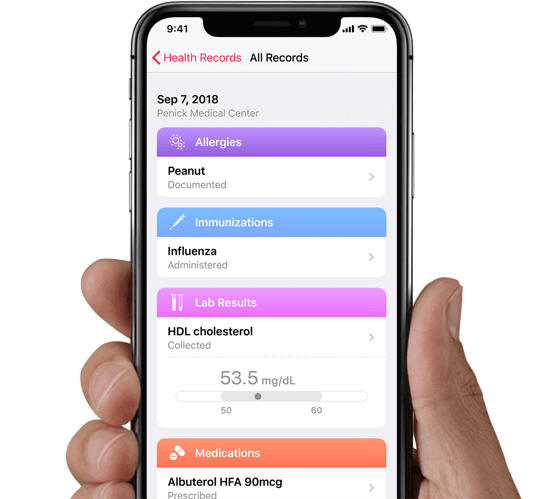 9:41
Health Records All Records
Sep 7, 2018
Penick Medical Center
Allergies
Peanut
Documented
Immunizations
Influenza
Administered
Lab Results
HDL cholesterol
Collected
53.5 mg/dL
50 60
Medications
Albuterol HFA 90mcg
Prescribed